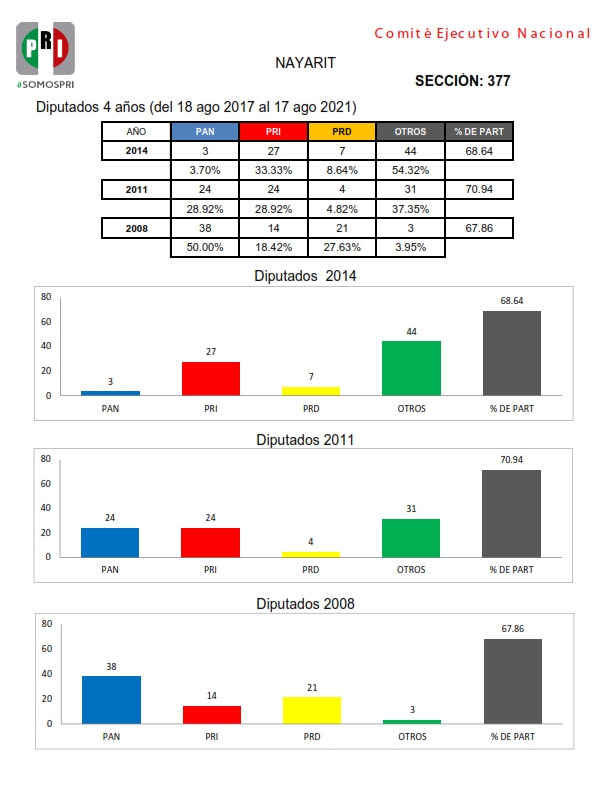 Comité Ejecutivo Nacional
PRI
#SOMOSPRI
NAYARIT
SECCIÓN: 377
Diputados 4 años (del 18 ago 2017 al 17 ago 2021)
AÑO PAN PRI PRD OTROS % DE PART
2014 3 27 7 44 68.64
3.70% 33.33% 8.64% 54.32%
2011 24 24 4 31 70.94
28.92% 28.92% 4.82% 37.35%
2008 38 14 21 3 67.86
50.00% 18.42% 27.63% 3.95%
Diputados 2014
80
60
40
20
0
3 27 7 44 68.64
PAN PRI PRD OTROS % DE PART
Diputados 2011
80
60
40
20
0
24 24 4 31 70.94
PAN PRI PRD OTROS % DE PART
Diputados 2008
80
60
40
20
0
38 14 21 3 67.86
PAN PRI PRD OTROS % DE PART